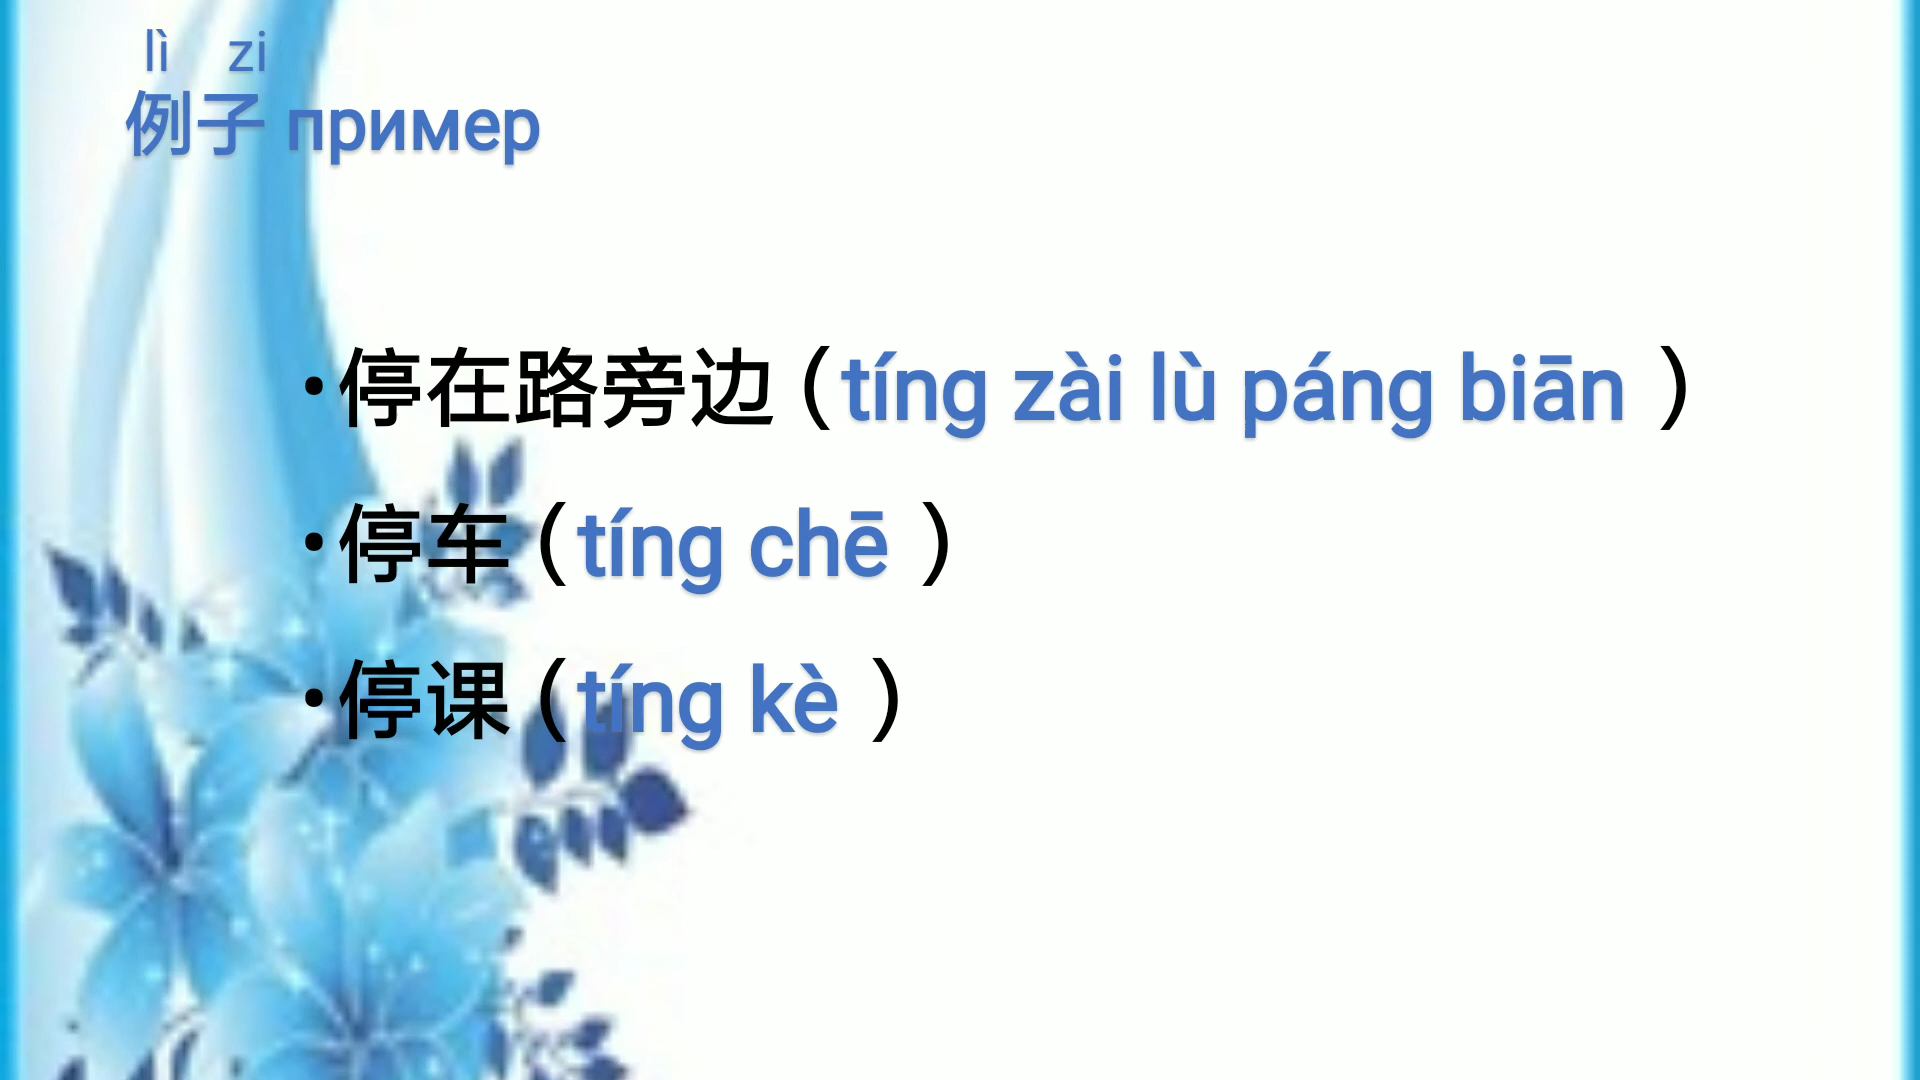 lì zi
例子 пример
•停在路旁边（tíng zài lù páng biān ）
•停车（tíng chē ）
•停课（tíng kè ）